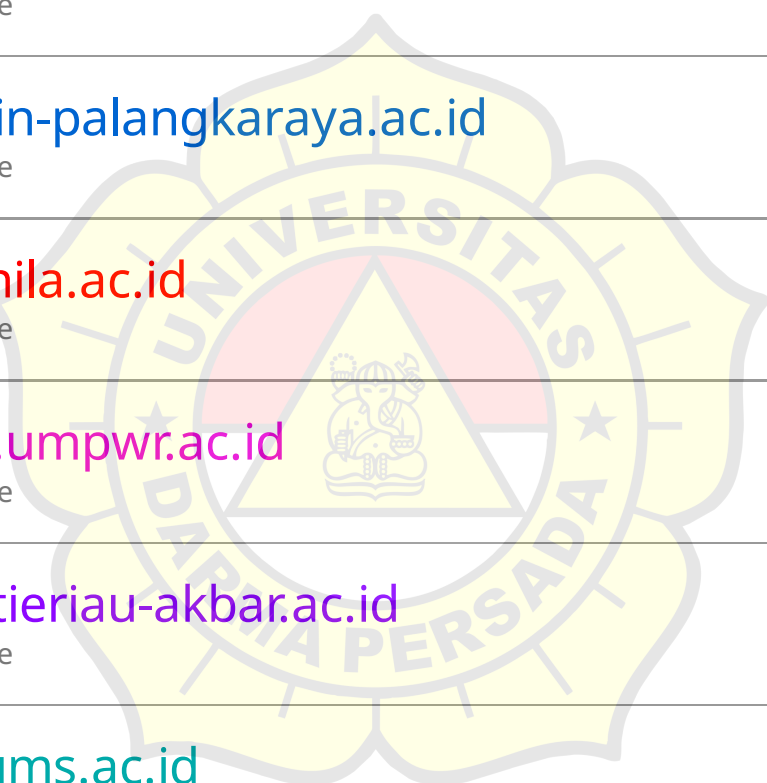 e
in-palangkaraya.ac.id
e
nila.ac.id
e
.umpwr.ac.id
e
tieriau-akbar.ac.id
e
ums.ac.id
UNIVERSITAS
DARMA PERSADA